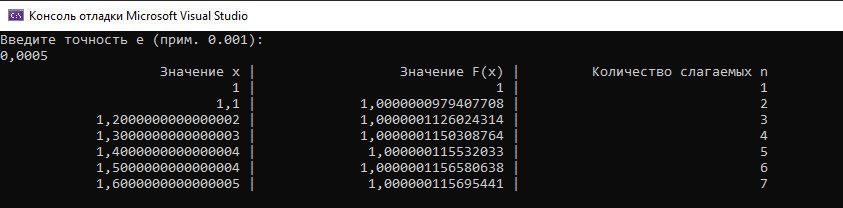 Консоль отладки Microsoft Visual Studio
Введите точность е (прим. 0.001):
0,0005
Значение x | Значение F(x) | Количество слагаемых n
1 | 1 | 1
1,1 | 1,0000000979407708 | 2
1,2000000000000002 | 1,0000001126024314 | 3
1,3000000000000003 | 1,0000001150308764 | 4
1,4000000000000004 | 1,000000115532033 | 5
1,5000000000000004 | 1,0000001156580638 | 6
1,6000000000000005 | 1,000000115695441 | 7